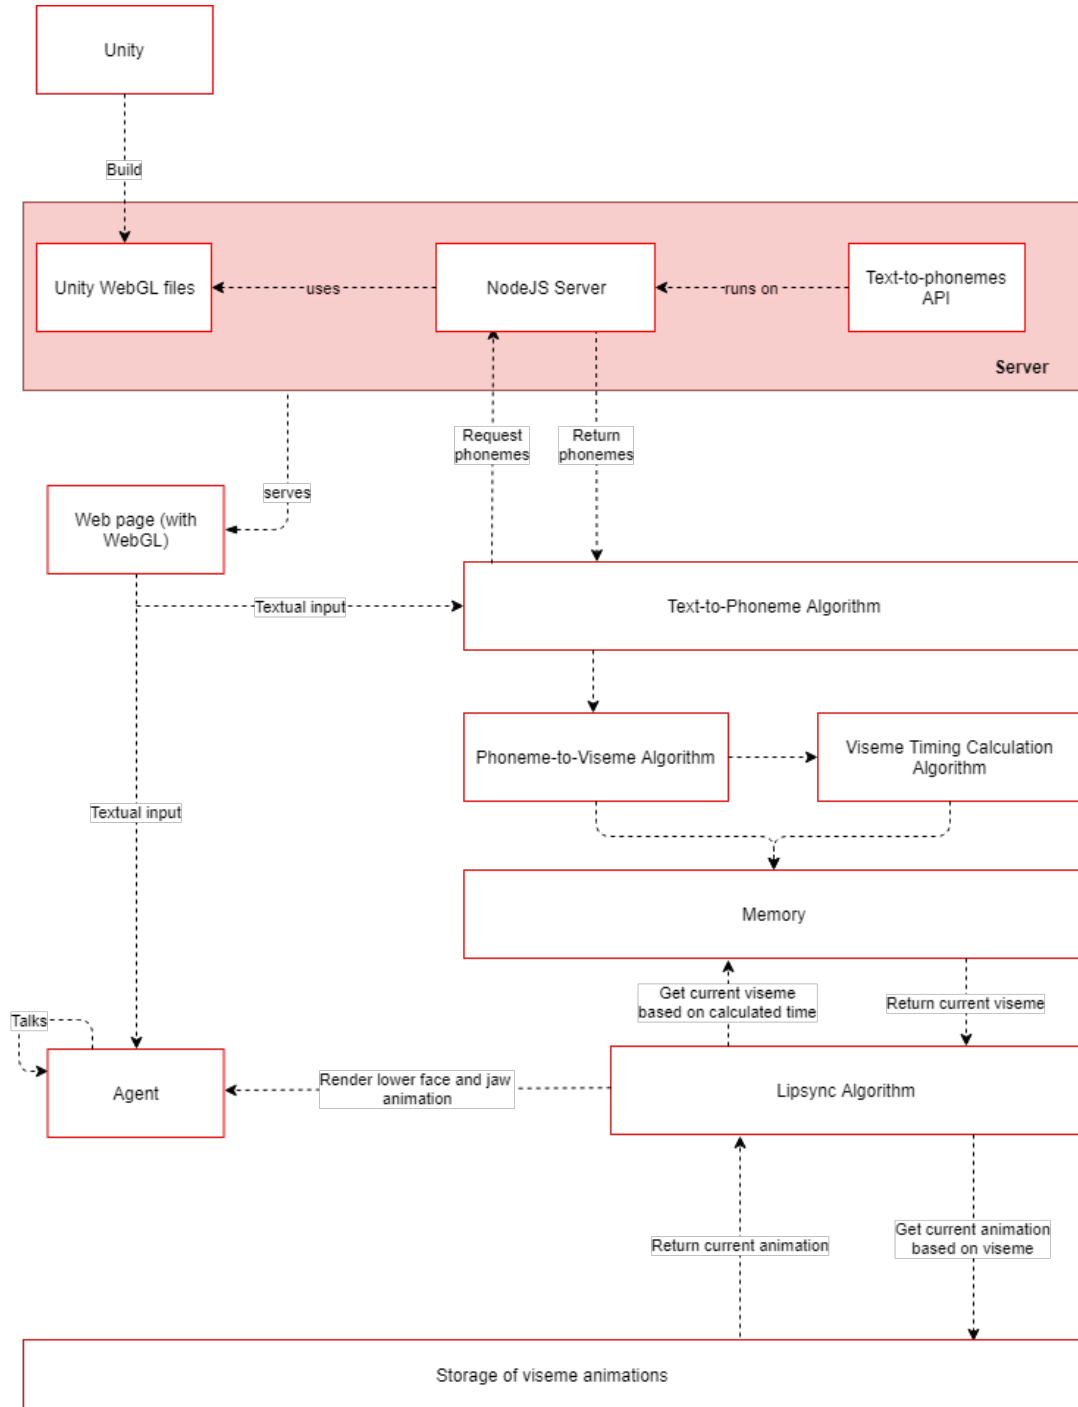 Unity
Build
Unity WebGL files
uses
NodeJS Server
runs on
Text-to-phonemes
API
Server
Request
phonemes
Return
phonemes
serves
Web page (with
WebGL)
Textual input
Text-to-Phoneme Algorithm
Phoneme-to-Viseme Algorithm
Viseme Timing Calculation
Algorithm
Textual input
Memory
Get current viseme
based on calculated time
Return current viseme
Talks
Agent
Render lower face and jaw
animation
Lipsync Algorithm
Return current animation
Get current animation
based on viseme
Storage of viseme animations